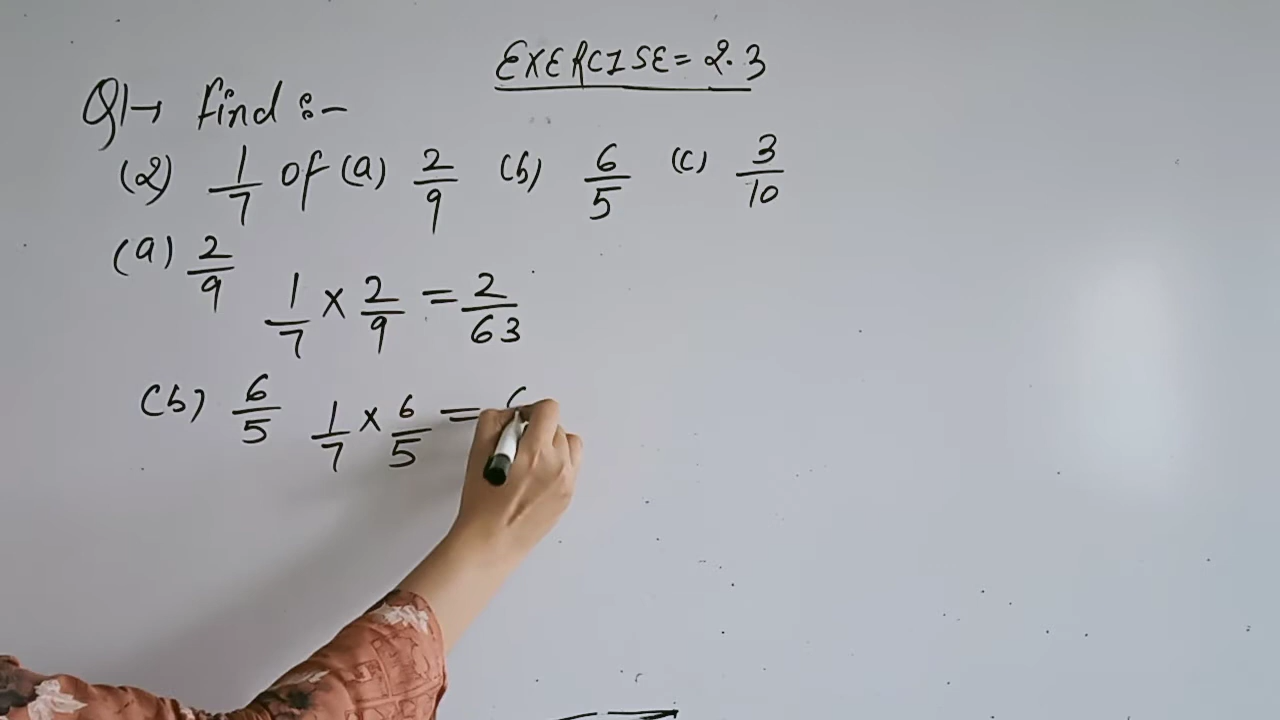 EXERCISE = 2.3
Q1→ Find :-
(2) 1/7 of (a) 2/9 (b) 6/5 (c) 3/10
(a) 2/9
1/7 × 2/9 = 2/63
(b) 6/5 1/7 × 6/5 = 6